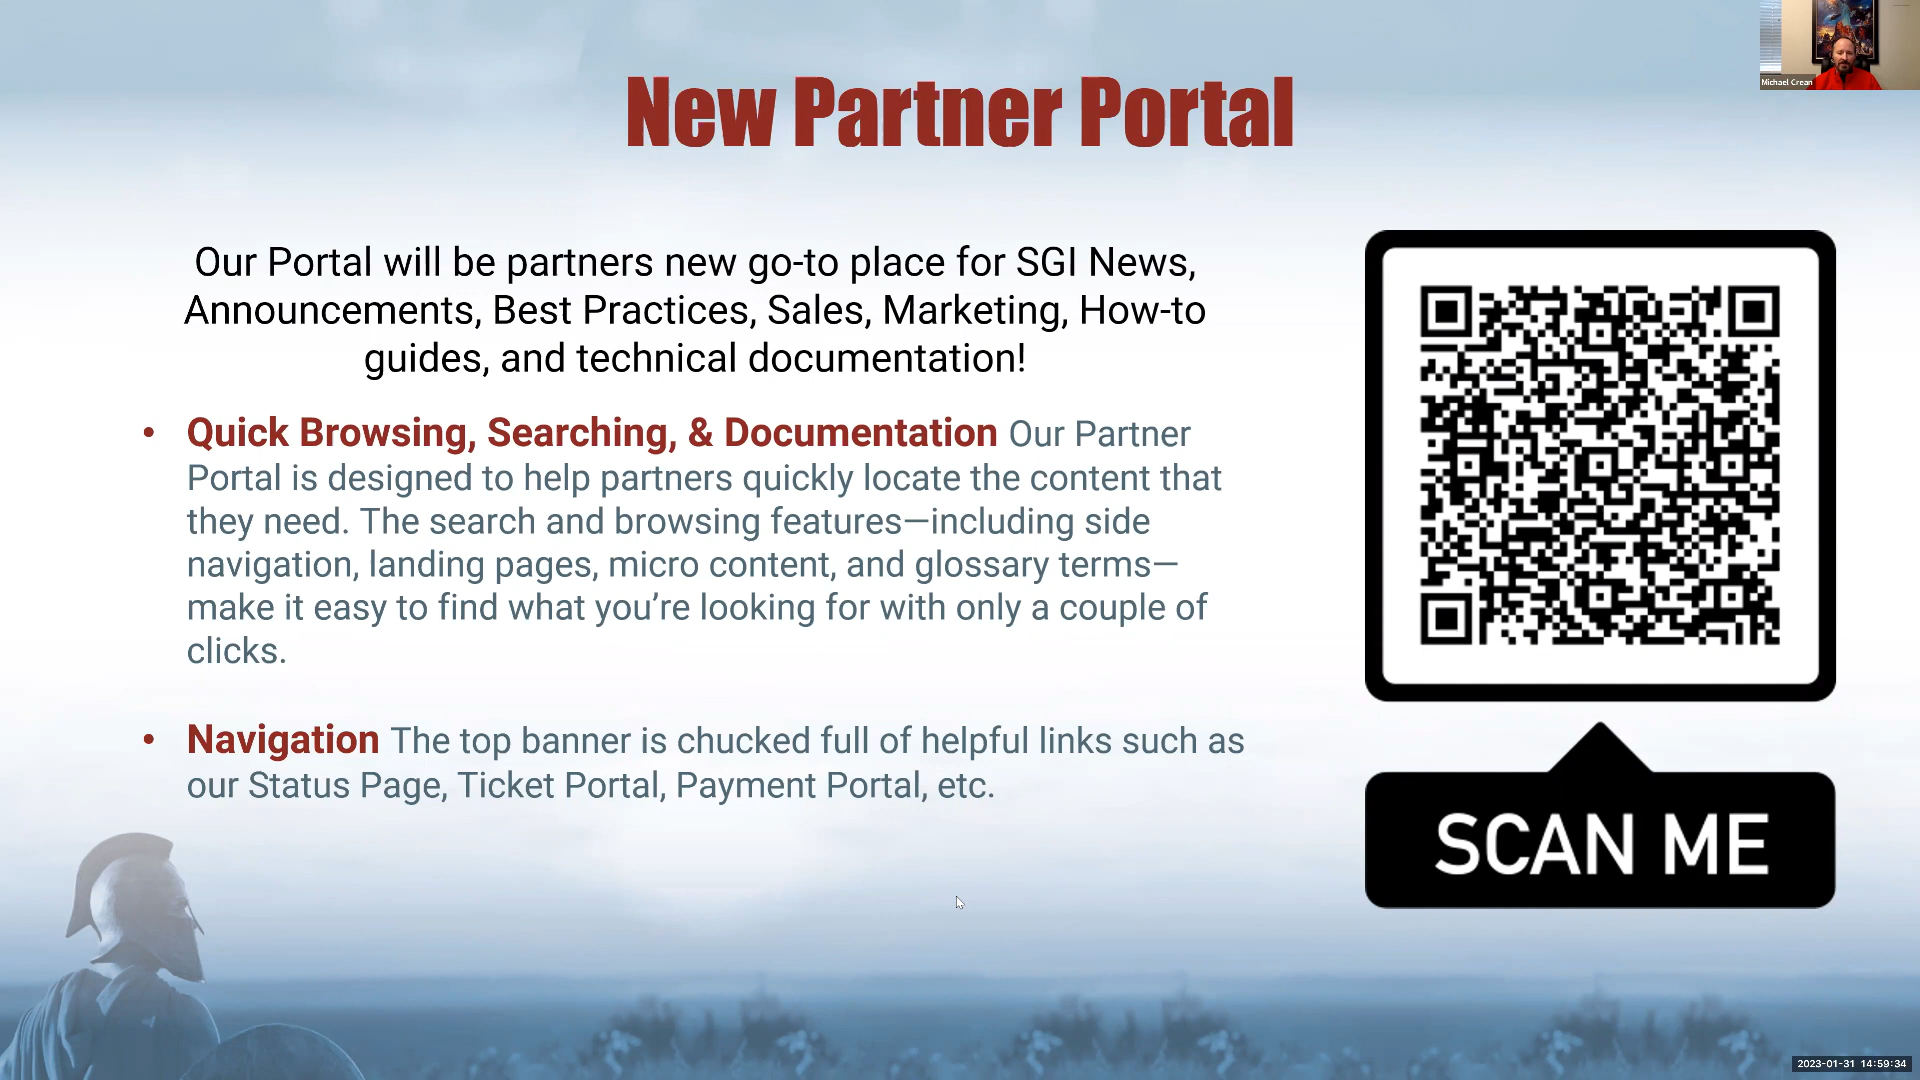 New Partner Portal
Michael Crean
Our Portal will be partners new go-to place for SGI News,
Announcements, Best Practices, Sales, Marketing, How-to
guides, and technical documentation!
• Quick Browsing, Searching, & Documentation Our Partner
Portal is designed to help partners quickly locate the content that
they need. The search and browsing features—including side
navigation, landing pages, micro content, and glossary terms—
make it easy to find what you’re looking for with only a couple of
clicks.
• Navigation The top banner is chucked full of helpful links such as
our Status Page, Ticket Portal, Payment Portal, etc.
SCAN ME
2023-01-31 14:59:34